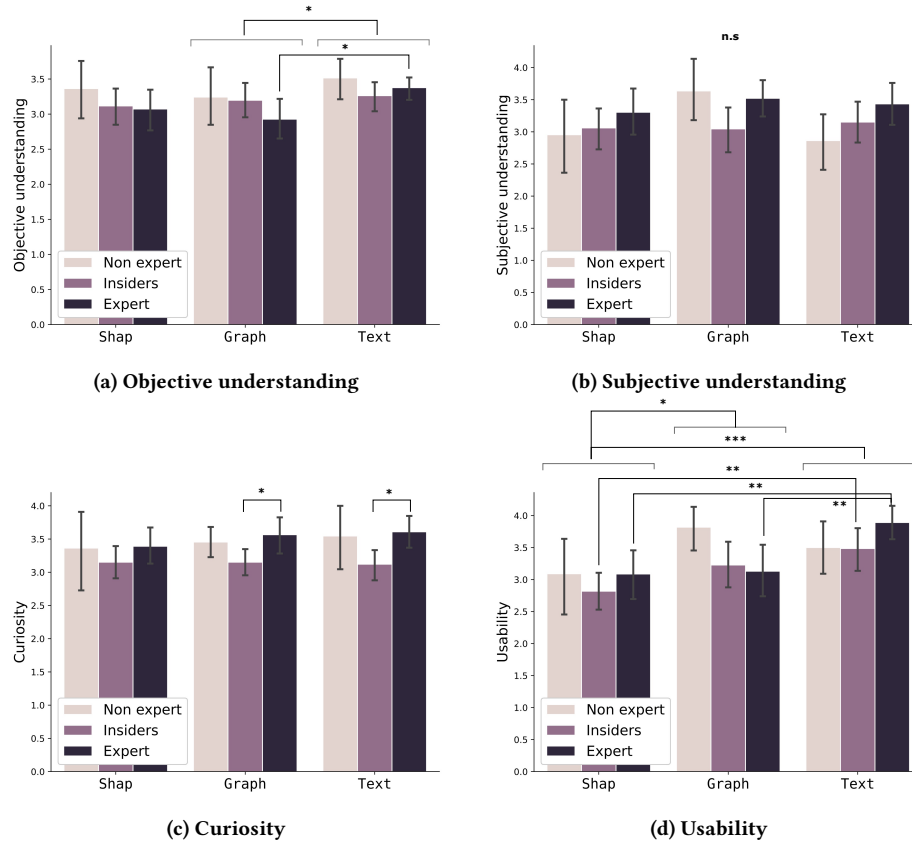 *
*
Objective understanding
3.5
3.0
2.5
2.0
1.5
1.0
0.5
0.0
Non expert
Insiders
Expert
Shap Graph Text
(a) Objective understanding
n.s
Subjective understanding
4.0
3.5
3.0
2.5
2.0
1.5
1.0
0.5
0.0
Non expert
Insiders
Expert
Shap Graph Text
(b) Subjective understanding
* *
Curiosity
4.0
3.5
3.0
2.5
2.0
1.5
1.0
0.5
0.0
Non expert
Insiders
Expert
Shap Graph Text
(c) Curiosity
*
***
**
**
**
Usability
4.0
3.5
3.0
2.5
2.0
1.5
1.0
0.5
0.0
Non expert
Insiders
Expert
Shap Graph Text
(d) Usability